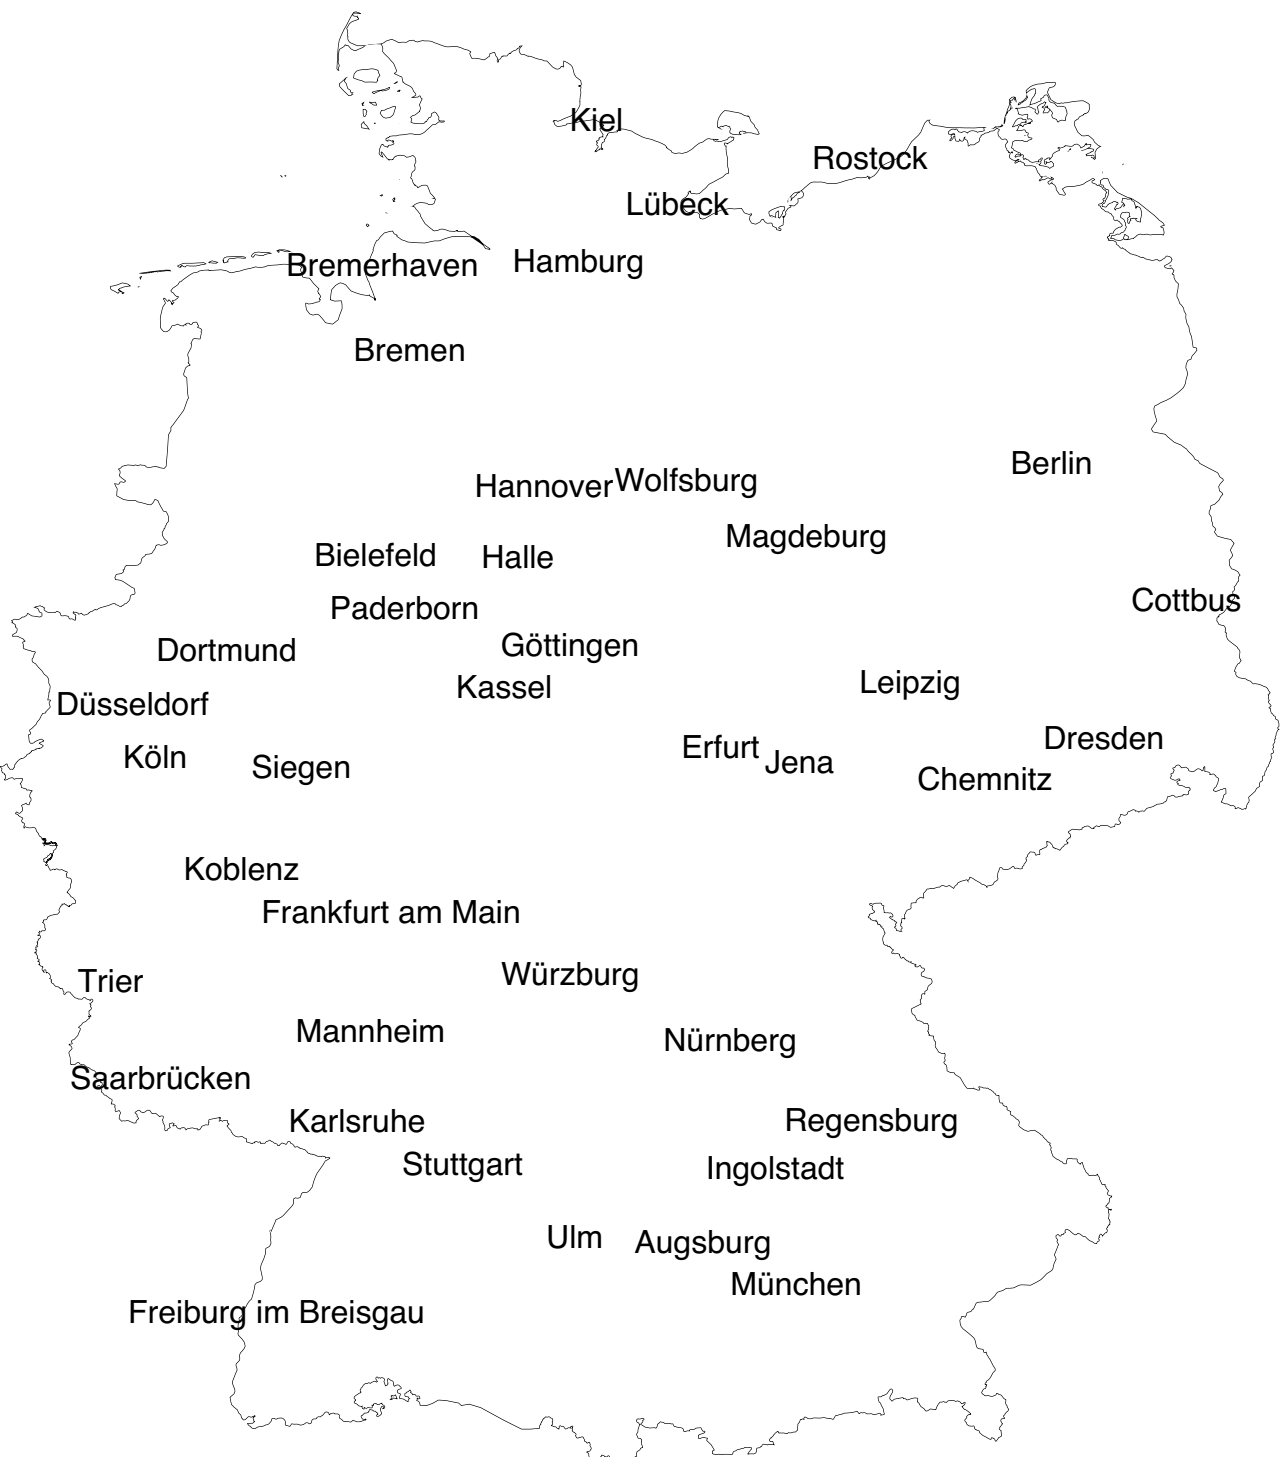 Kiel
Rostock
Lübeck
Bremerhaven
Hamburg
Bremen
Berlin
Hannover
Wolfsburg
Magdeburg
Bielefeld
Halle
Cottbus
Paderborn
Göttingen
Dortmund
Leipzig
Kassel
Düsseldorf
Dresden
Erfurt
Köln
Jena
Siegen
Chemnitz
Koblenz
Frankfurt am Main
Würzburg
Trier
Mannheim
Nürnberg
Saarbrücken
Karlsruhe
Regensburg
Stuttgart
Ingolstadt
Ulm
Augsburg
München
Freiburg im Breisgau